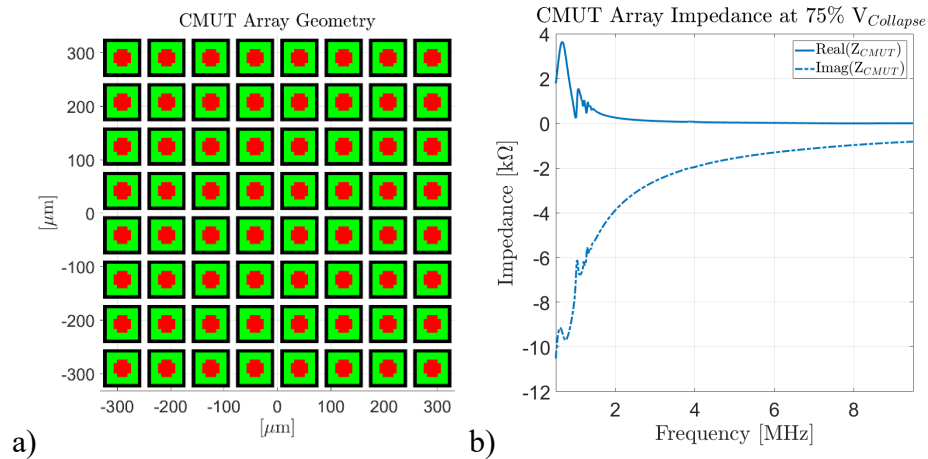 CMUT Array Geometry
300
200
100
0
-100
-200
-300
[μm]
-300
-200
-100
0
100
200
300
[μm]
a)
CMUT Array Impedance at 75% V_Collapse
4
2
0
-2
-4
-6
-8
-10
-12
Impedance [kΩ]
Real(Z_CMUT)
Imag(Z_CMUT)
2
4
6
8
Frequency [MHz]
b)